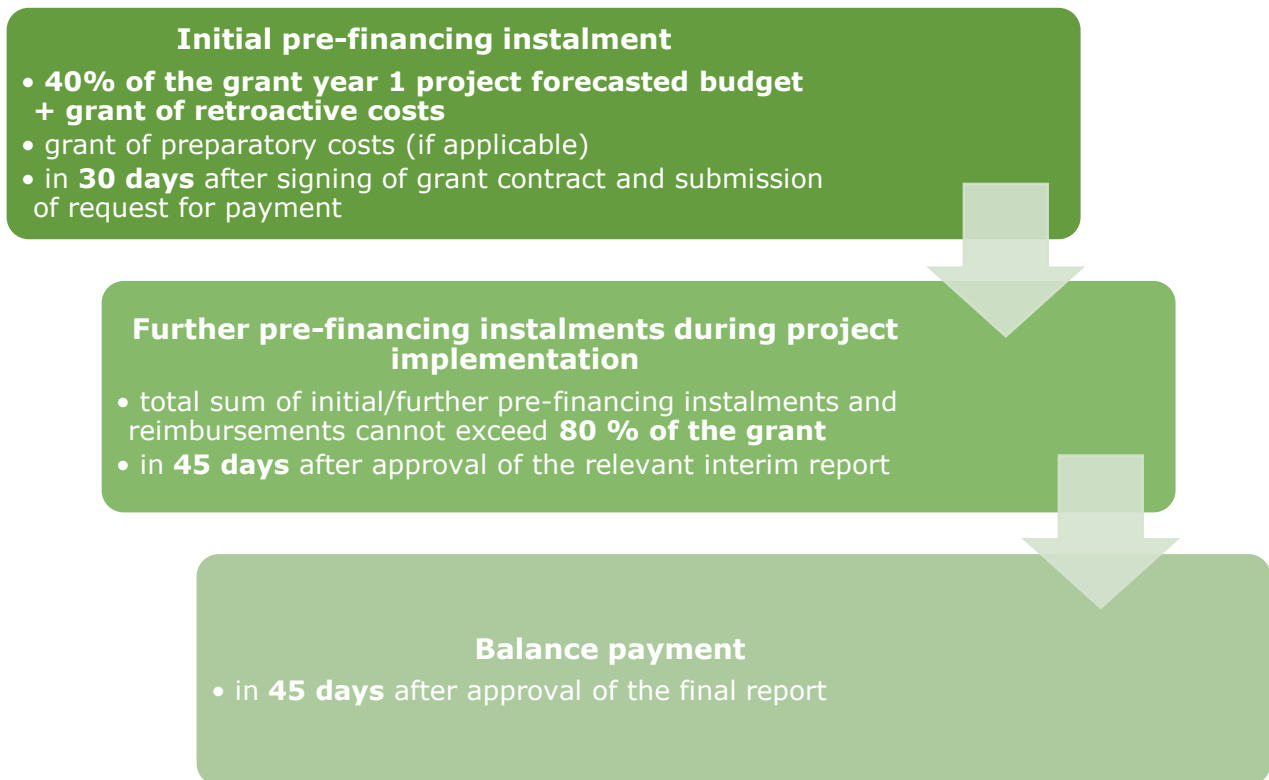 Initial pre-financing instalment
• 40% of the grant year 1 project forecasted budget
+ grant of retroactive costs
• grant of preparatory costs (if applicable)
• in 30 days after signing of grant contract and submission
of request for payment
Further pre-financing instalments during project
implementation
• total sum of initial/further pre-financing instalments and
reimbursements cannot exceed 80 % of the grant
• in 45 days after approval of the relevant interim report
Balance payment
• in 45 days after approval of the final report